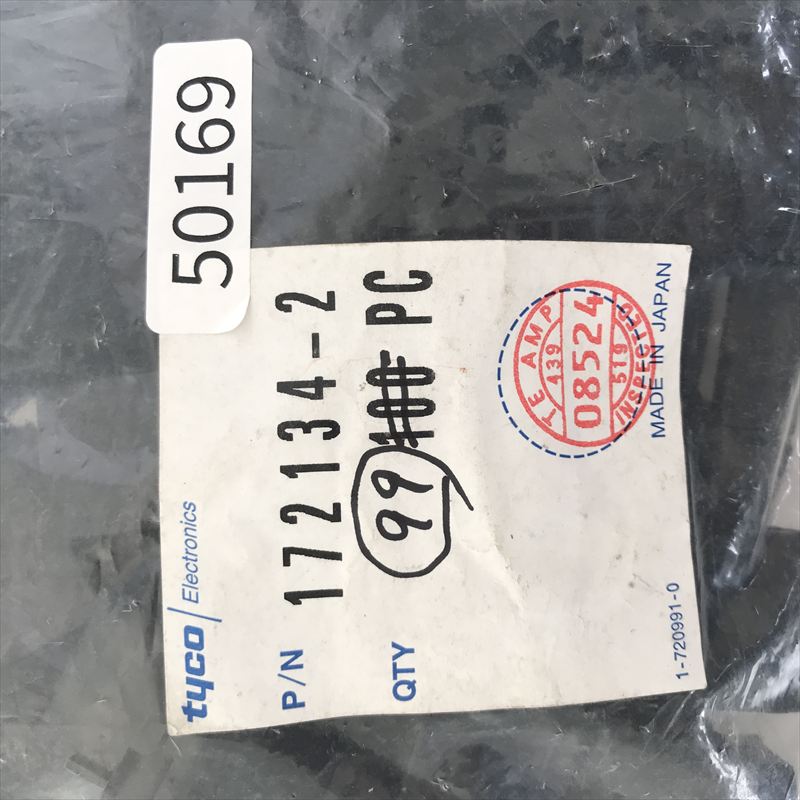 50169
tyco Electronics
P/N 172134-2
QTY 99 100 PC
TE AMP
439
08524
519
INSPECTED
MADE IN JAPAN
1-720991-0